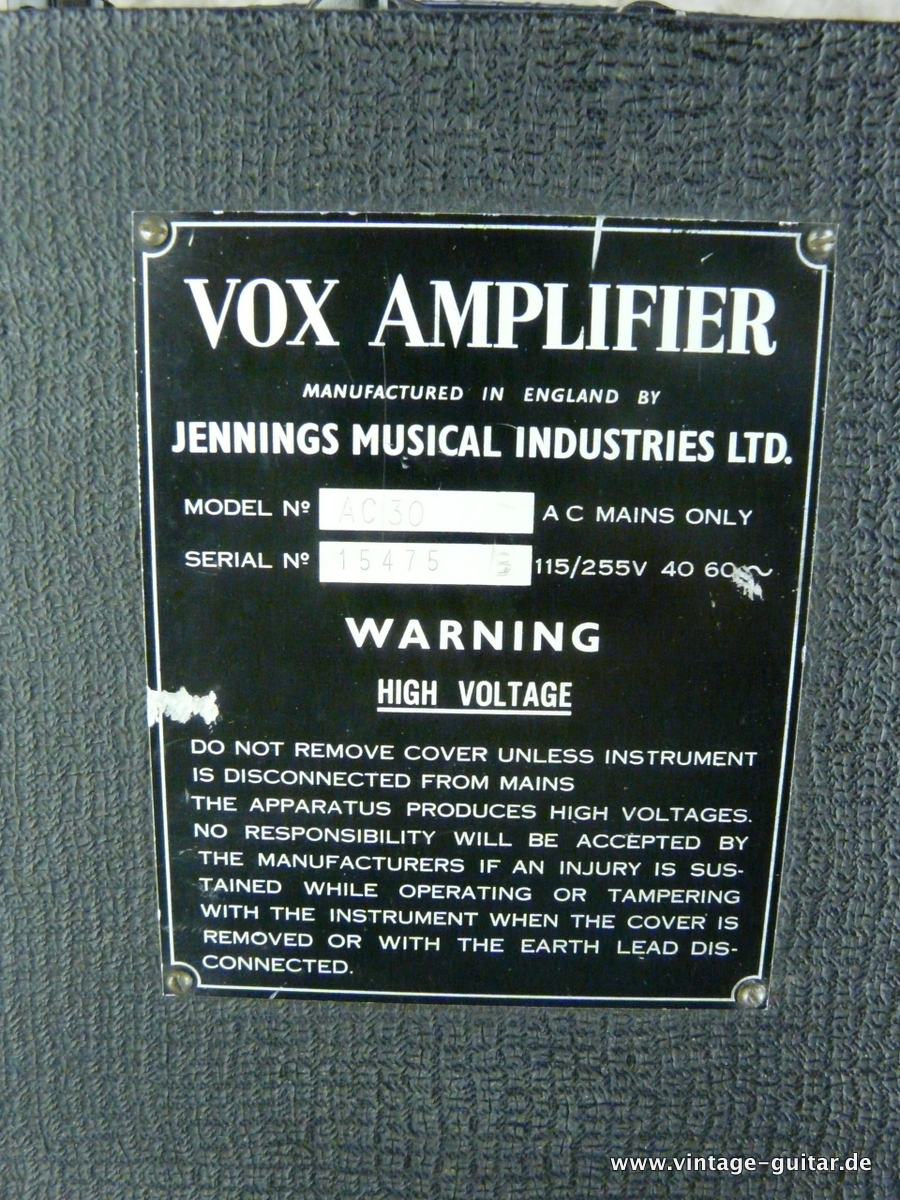 VOX AMPLIFIER
MANUFACTURED IN ENGLAND BY
JENNINGS MUSICAL INDUSTRIES LTD.
MODEL Nº AC30 A C MAINS ONLY
SERIAL Nº 15475 115/255V 40 60~
WARNING
HIGH VOLTAGE
DO NOT REMOVE COVER UNLESS INSTRUMENT
IS DISCONNECTED FROM MAINS
THE APPARATUS PRODUCES HIGH VOLTAGES.
NO RESPONSIBILITY WILL BE ACCEPTED BY
THE MANUFACTURERS IF AN INJURY IS SUS-
TAINED WHILE OPERATING OR TAMPERING
WITH THE INSTRUMENT WHEN THE COVER IS
REMOVED OR WITH THE EARTH LEAD DIS-
CONNECTED.
www.vintage-guitar.de